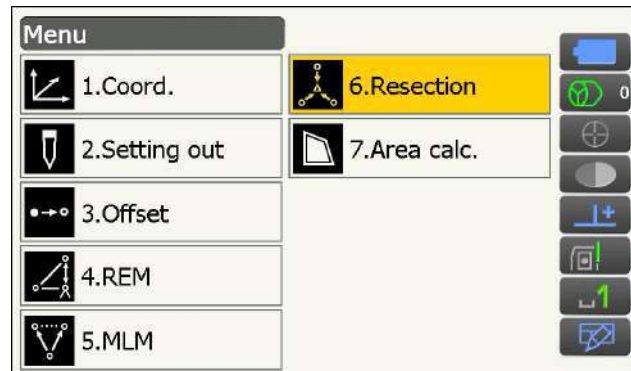 Menu
1.Coord.
2.Setting out
3.Offset
4.REM
5.MLM
6.Resection
7.Area calc.
0
1